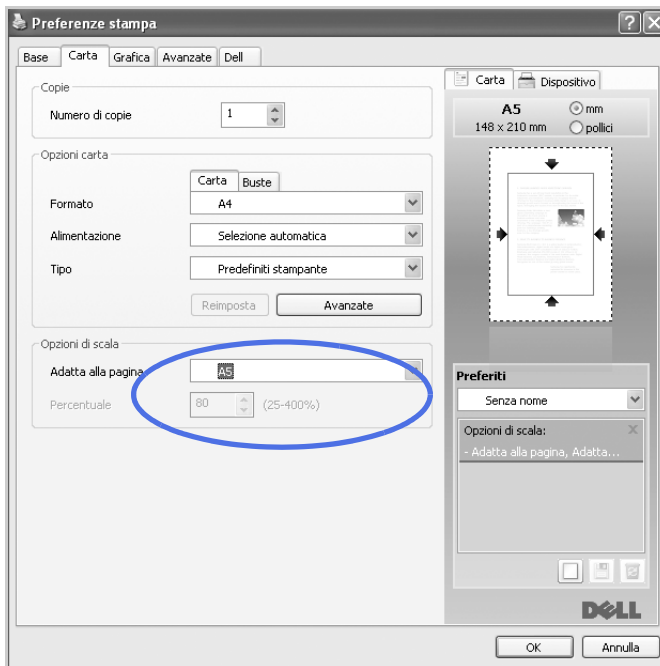 Preferenze stampa
Base Carta Grafica Avanzate Dell
Copie
Numero di copie 1
Opzioni carta
Carta Buste
Formato A4
Alimentazione Selezione automatica
Tipo Predefiniti stampante
Reimposta Avanzate
Opzioni di scala
Adatta alla pagina A5
Percentuale 80 (25-400%)
Carta Dispositivo
A5 mm
148 x 210 mm pollici
Preferiti
Senza nome
Opzioni di scala:
- Adatta alla pagina, Adatta...
DELL
OK Annulla